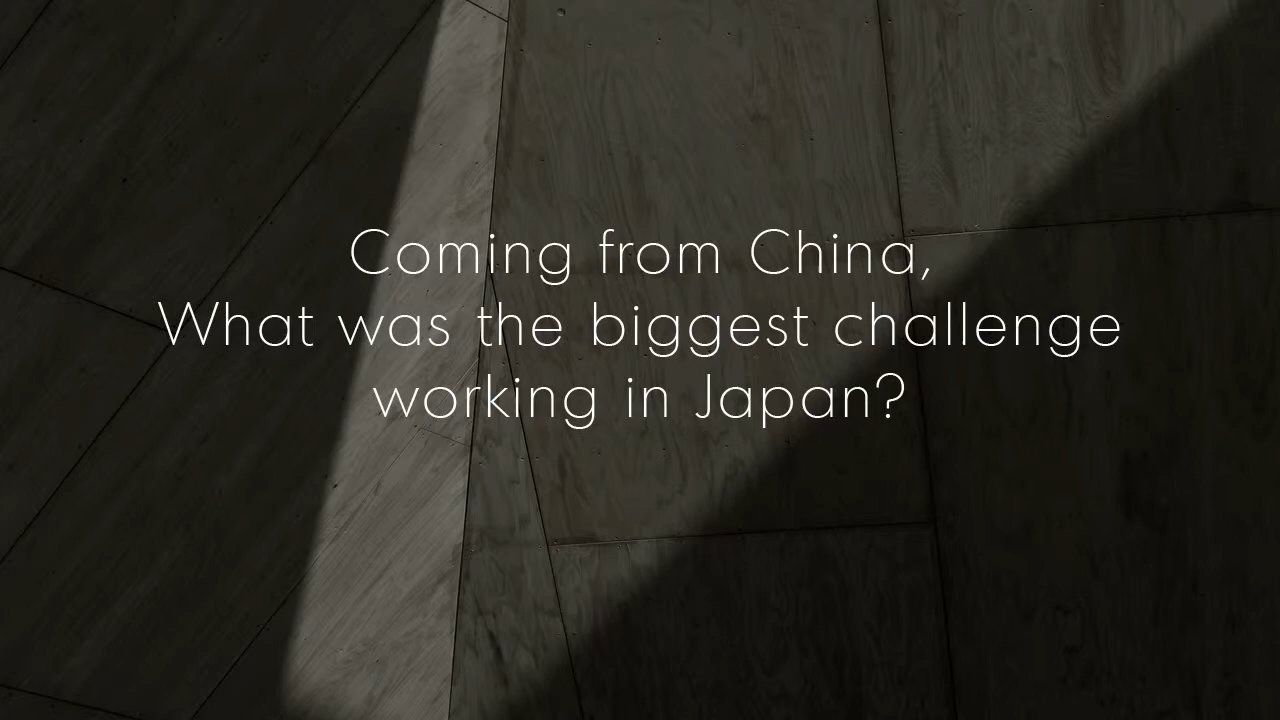 Coming from China,
What was the biggest challenge
working in Japan?